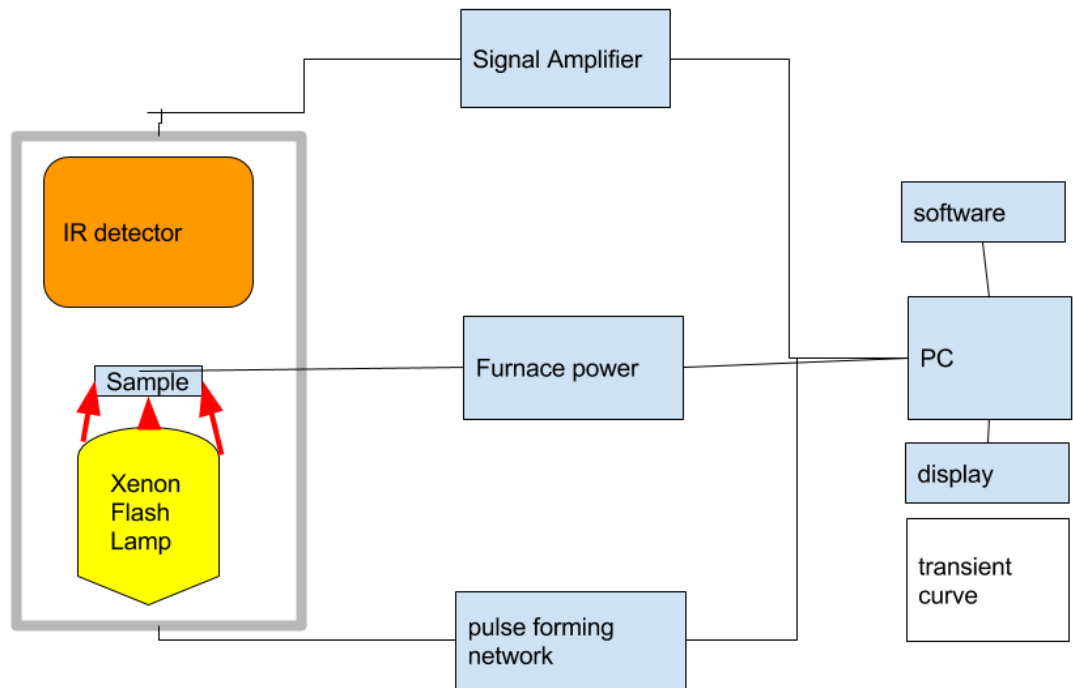 Signal Amplifier
IR detector
software
Furnace power
PC
Sample
Xenon
Flash
Lamp
display
transient
curve
pulse forming
network